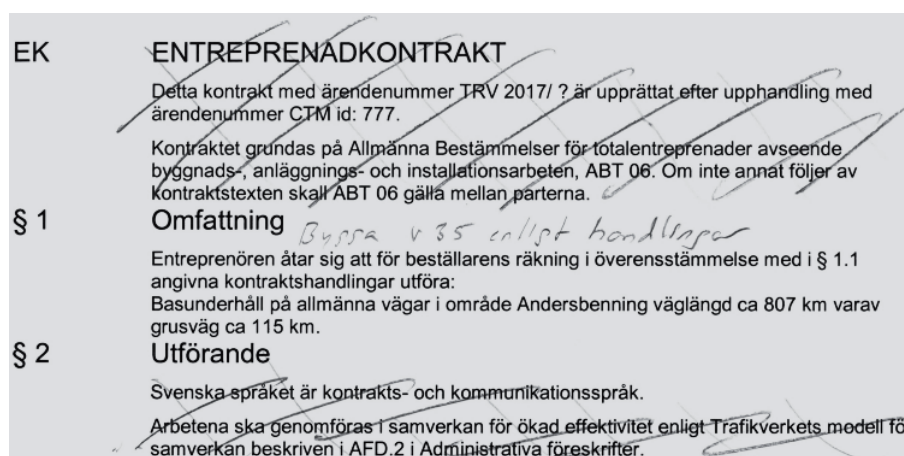 EK ENTREPRENADKONTRAKT
Detta kontrakt med ärendenummer TRV 2017/ ? är upprättat efter upphandling med
ärendenummer CTM id: 777.
Kontraktet grundas på Allmänna Bestämmelser för totalentreprenader avseende
byggnads-, anläggnings- och installationsarbeten, ABT 06. Om inte annat följer av
kontraktstexten skall ABT 06 gälla mellan parterna.
§ 1 Omfattning
v 35 enligt handlingar
Entreprenören åtar sig att för beställarens räkning i överensstämmelse med i § 1.1
angivna kontraktshandlingar utföra:
Basunderhåll på allmänna vägar i område Andersbenning väglängd ca 807 km varav
grusväg ca 115 km.
§ 2 Utförande
Svenska språket är kontrakts- och kommunikationsspråk.
Arbetena ska genomföras i samverkan för ökad effektivitet enligt Trafikverkets modell fö
samverkan beskriven i AFD.2 i Administrativa föreskrifter.